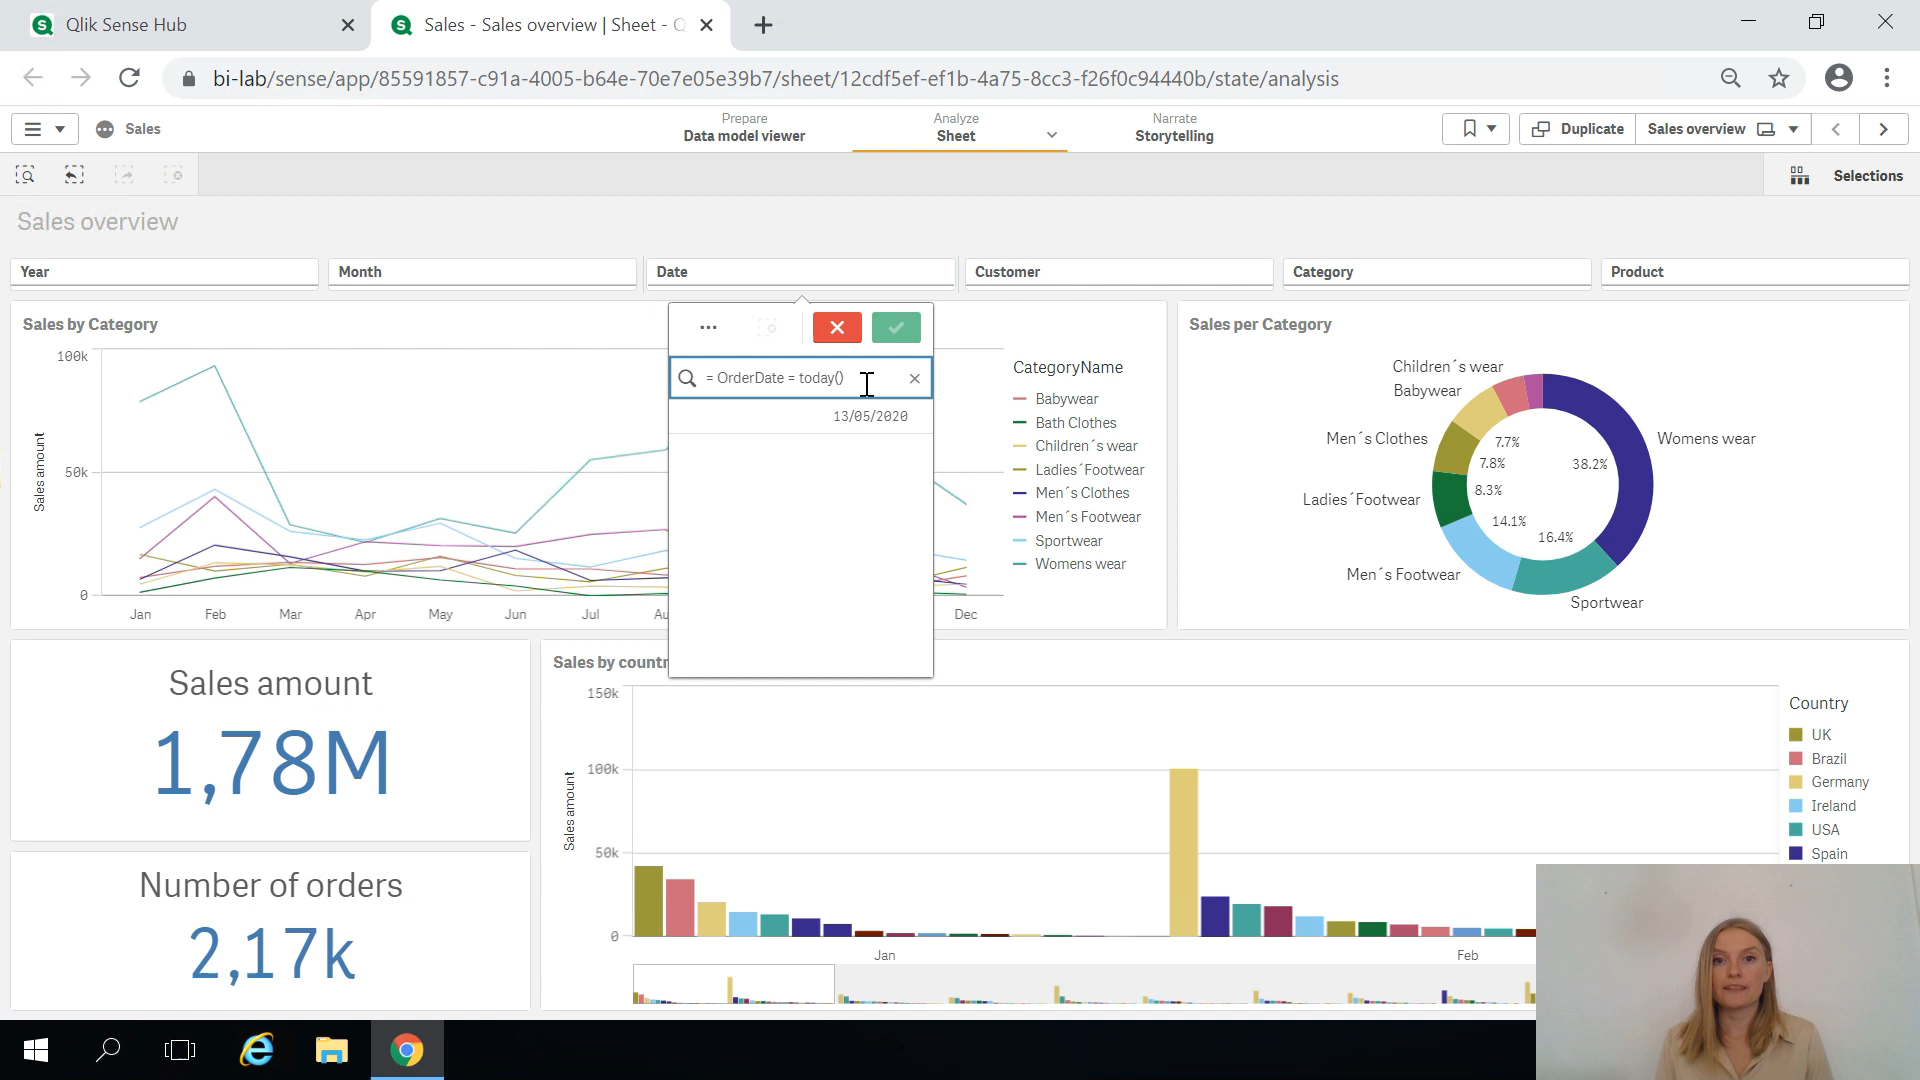 Qlik Sense Hub
Sales - Sales overview | Sheet - Q
bi-lab/sense/app/85591857-c91a-4005-b64e-70e7e05e39b7/sheet/12cdf5ef-ef1b-4a75-8cc3-f26f0c94440b/state/analysis
Sales
Prepare
Data model viewer
Analyze
Sheet
Narrate
Storytelling
Duplicate
Sales overview
Selections
Sales overview
Year
Month
Date
Customer
Category
Product
Sales by Category
100k
50k
0
Sales amount
Jan
Feb
Mar
Apr
May
Jun
Jul
Au
Dec
CategoryName
Babywear
Bath Clothes
Children´s wear
Ladies´Footwear
Men´s Clothes
Men´s Footwear
Sportwear
Womens wear
= OrderDate = today()
13/05/2020
Sales per Category
Children´s wear
Babywear
Men´s Clothes
Ladies´Footwear
Men´s Footwear
Sportwear
Womens wear
7.7%
7.8%
8.3%
14.1%
16.4%
38.2%
Sales amount
1,78M
Number of orders
2,17k
Sales by countr
150k
100k
50k
0
Sales amount
Jan
Feb
Country
UK
Brazil
Germany
Ireland
USA
Spain